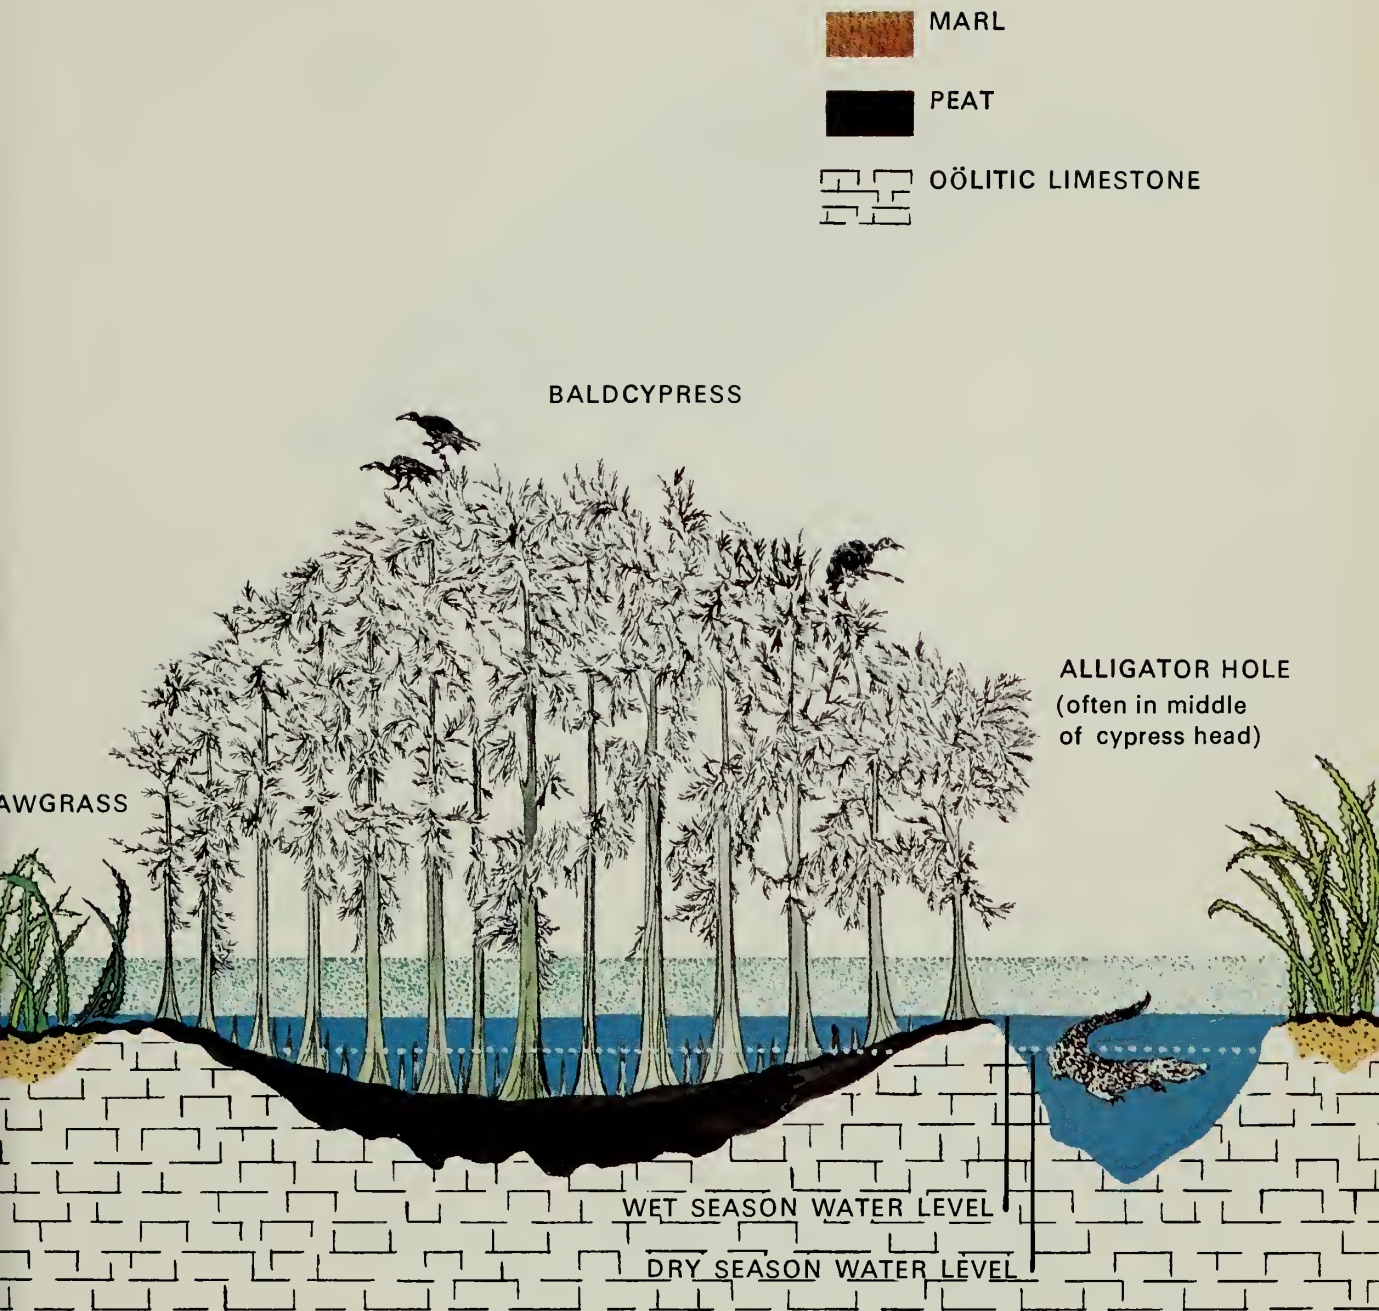 MARL
PEAT
OÖLITIC LIMESTONE
BALDCYPRESS
ALLIGATOR HOLE
(often in middle
of cypress head)
AWGRASS
WET SEASON WATER LEVEL
DRY SEASON WATER LEVEL